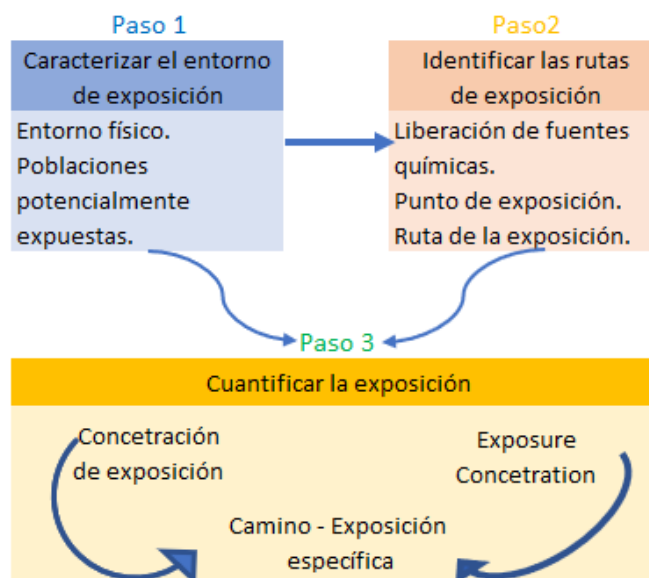 Paso 1
Caracterizar el entorno
de exposición
Entorno físico.
Poblaciones
potencialmente
expuestas.
Paso2
Identificar las rutas
de exposición
Liberación de fuentes
químicas.
Punto de exposición.
Ruta de la exposición.
Paso 3
Cuantificar la exposición
Concetración
de exposición
Exposure
Concetration
Camino - Exposición
específica